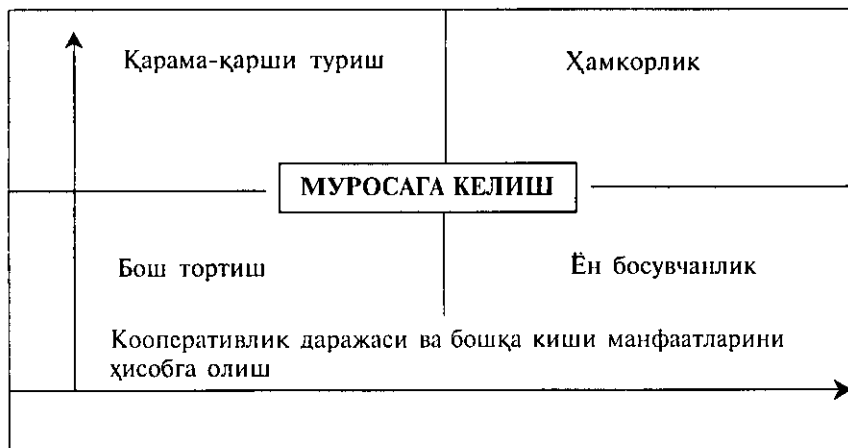 Қарама-қарши туриш
Ҳамкорлик
МУРОСАГА КЕЛИШ
Бош тортиш
Ён босувчанлик
Кооперативлик даражаси ва бошқа киши манфаатларини
ҳисобга олиш